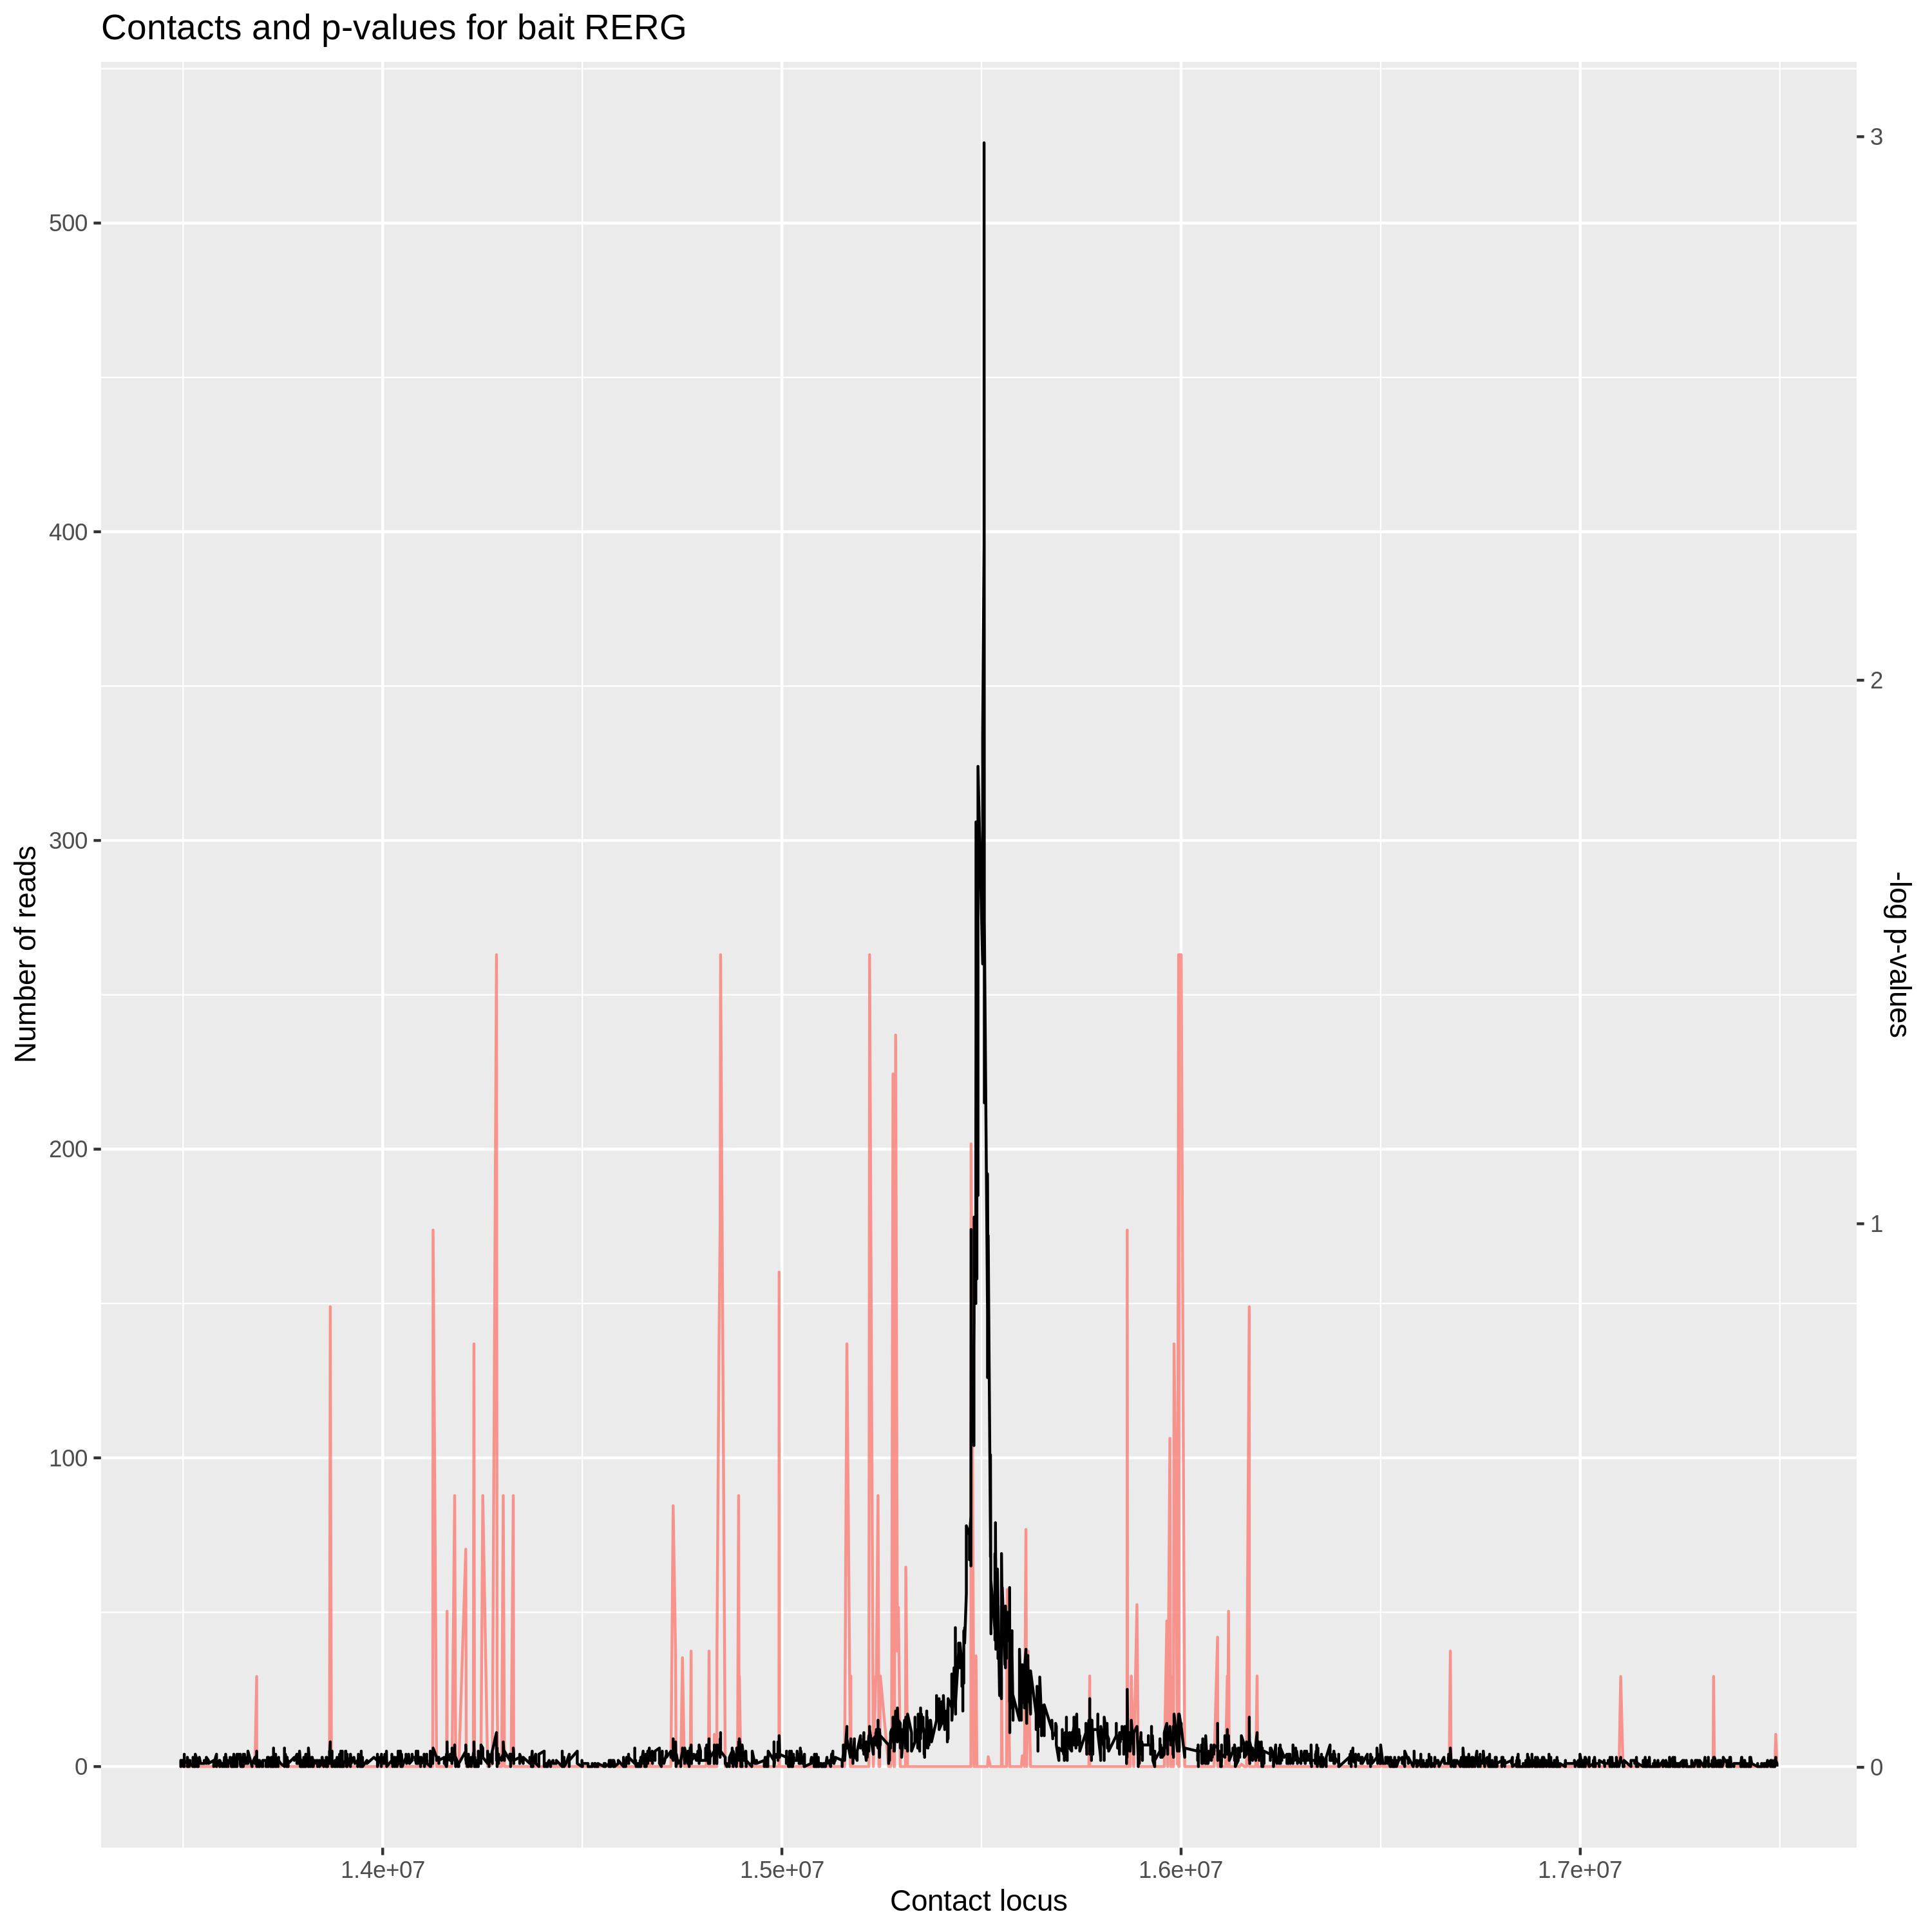 Contacts and p-values for bait RERG
Number of reads
500
400
300
200
100
0
3
2
1
0
-log p-values
1.4e+07
1.5e+07
1.6e+07
1.7e+07
Contact locus